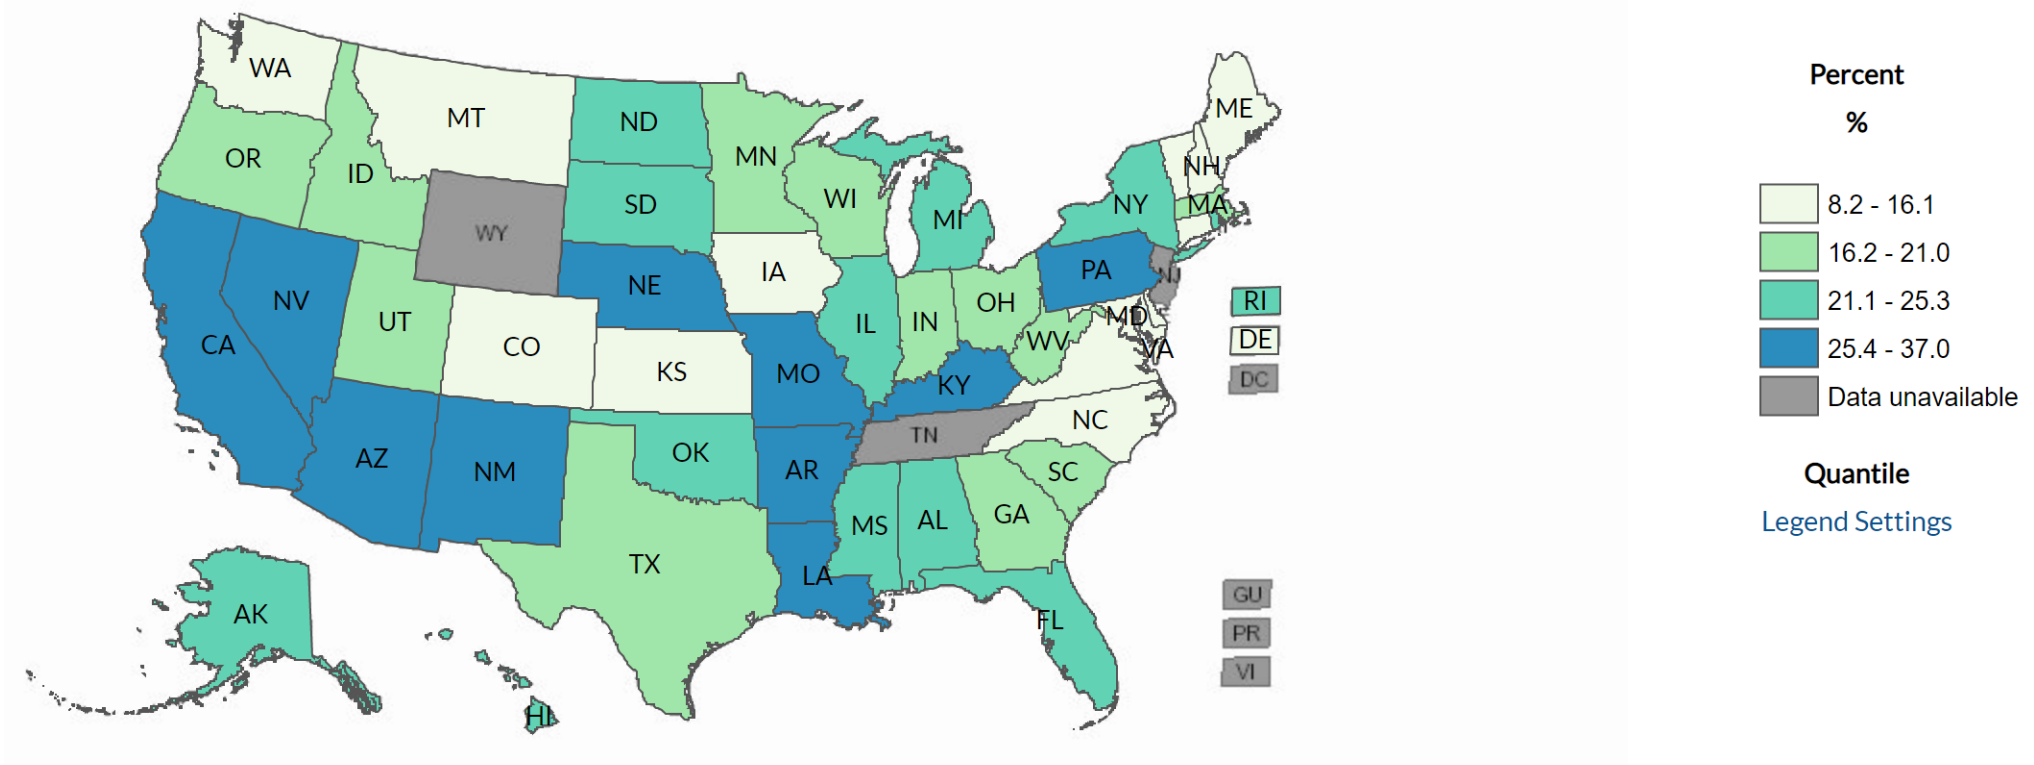 WA
MT
ME
ND
OR
MN
ID
NH
WI
SD
NY
MA
MI
WY
IA
PA
NJ
NE
NV
RI
OH
UT
IL
IN
MD
CO
DE
CA
WV
VA
KS
MO
KY
DC
NC
TN
OK
AZ
NM
AR
SC
GA
MS
AL
TX
LA
AK
FL
HI
GU
PR
VI
Percent
%
8.2 - 16.1
16.2 - 21.0
21.1 - 25.3
25.4 - 37.0
Data unavailable
Quantile
Legend Settings